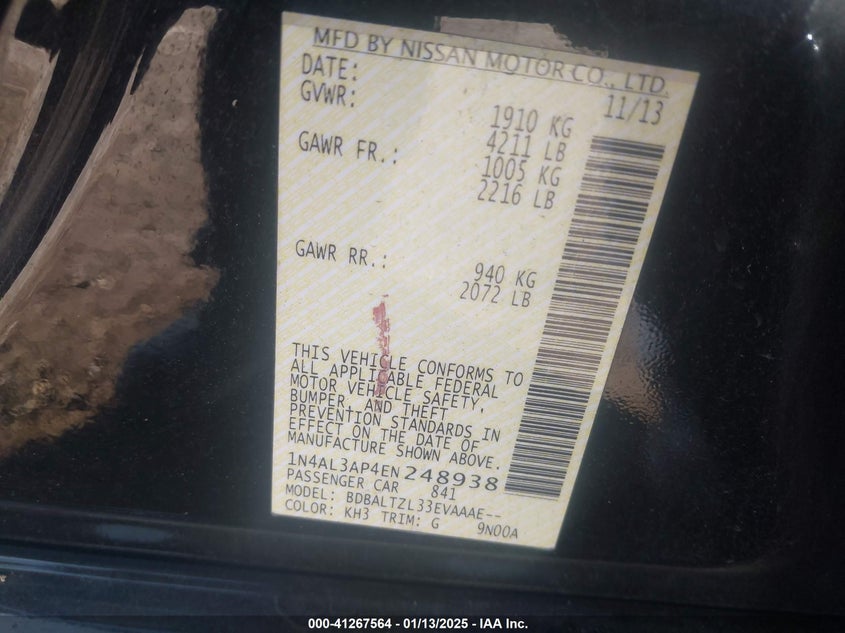 MFD BY NISSAN MOTOR CO., LTD.
DATE: 11/13
GVWR: 1910 KG
4211 LB
GAWR FR.: 1005 KG
2216 LB
GAWR RR.: 940 KG
2072 LB
THIS VEHICLE CONFORMS TO
ALL APPLICABLE FEDERAL
MOTOR VEHICLE SAFETY,
BUMPER, AND THEFT
PREVENTION STANDARDS IN
EFFECT ON THE DATE OF
MANUFACTURE SHOWN ABOVE.
1N4AL3AP4EN248938
PASSENGER CAR 841
MODEL: BDBALTZL33EVAAAE--
COLOR: KH3 TRIM: G 9N00A
000-41267564 / 01/13/2025 - IAA Inc.